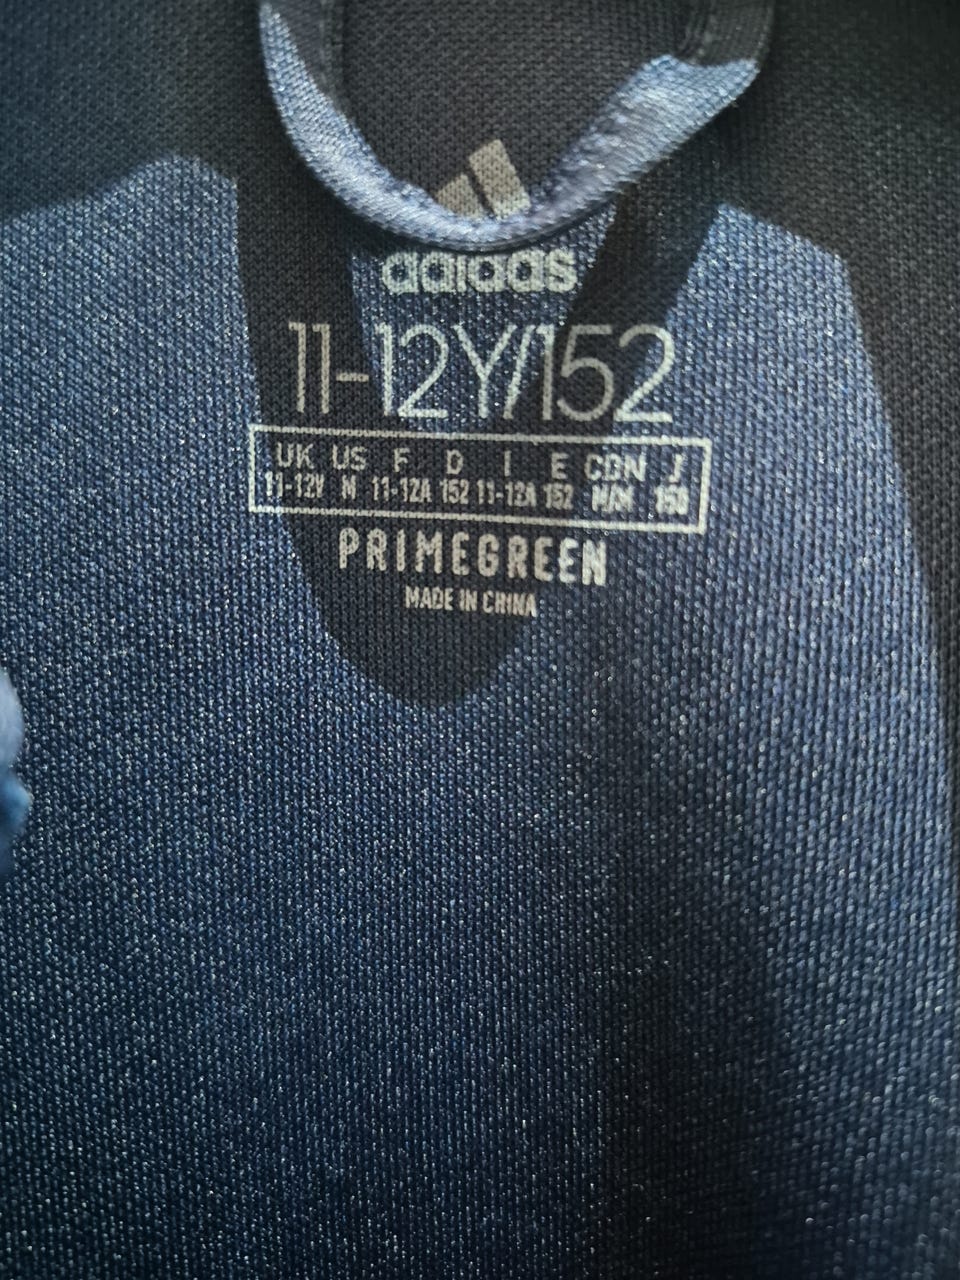 adidas
11-12Y/152
UK US F D I E CDN J
11-12Y M 11-12A 152 11-12A 152 M/M 150
PRIMEGREEN
MADE IN CHINA